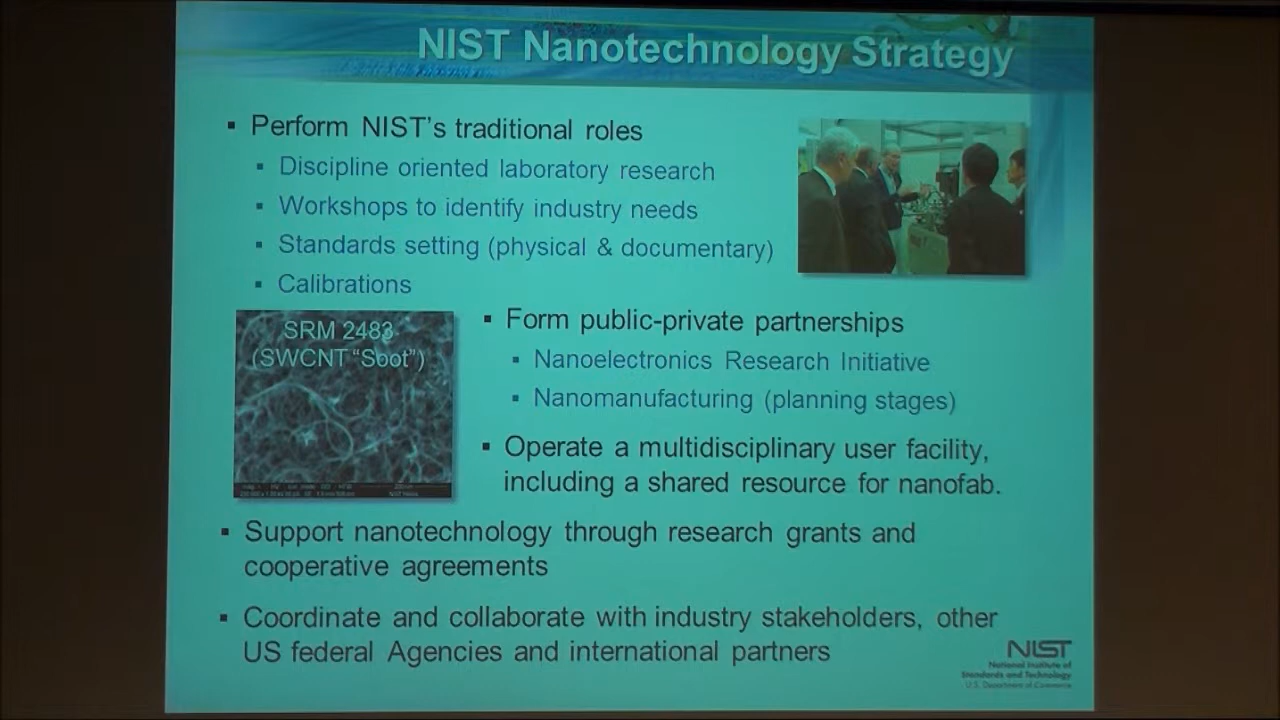 NIST Nanotechnology Strategy
▪ Perform NIST's traditional roles
▪ Discipline oriented laboratory research
▪ Workshops to identify industry needs
▪ Standards setting (physical & documentary)
▪ Calibrations
SRM 2483
(SWCNT “Soot”)
▪ Form public-private partnerships
▪ Nanoelectronics Research Initiative
▪ Nanomanufacturing (planning stages)
▪ Operate a multidisciplinary user facility,
including a shared resource for nanofab.
▪ Support nanotechnology through research grants and
cooperative agreements
▪ Coordinate and collaborate with industry stakeholders, other
US federal Agencies and international partners
NIST
National Institute of
Standards and Technology
U.S. Department of Commerce